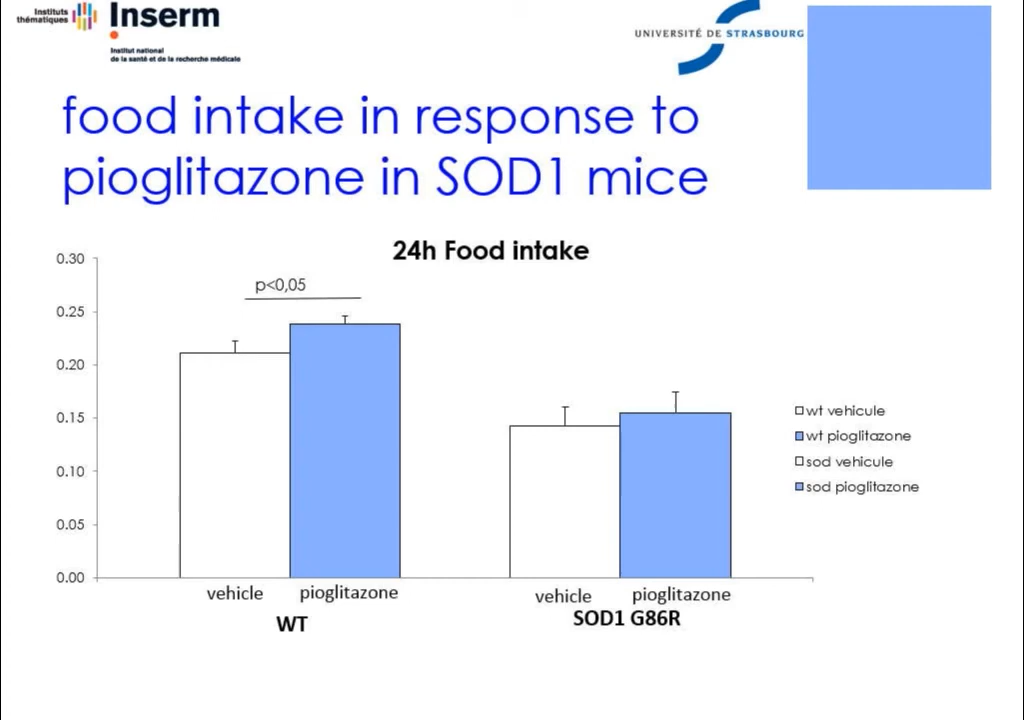 Instituts
thématiques
Inserm
Institut national
de la santé et de la recherche médicale
UNIVERSITÉ DE STRASBOURG
food intake in response to
pioglitazone in SOD1 mice
24h Food intake
0.30
p<0,05
0.25
0.20
0.15
0.10
0.05
0.00
wt vehicule
wt pioglitazone
sod vehicule
sod pioglitazone
vehicle pioglitazone
vehicle pioglitazone
WT
SOD1 G86R